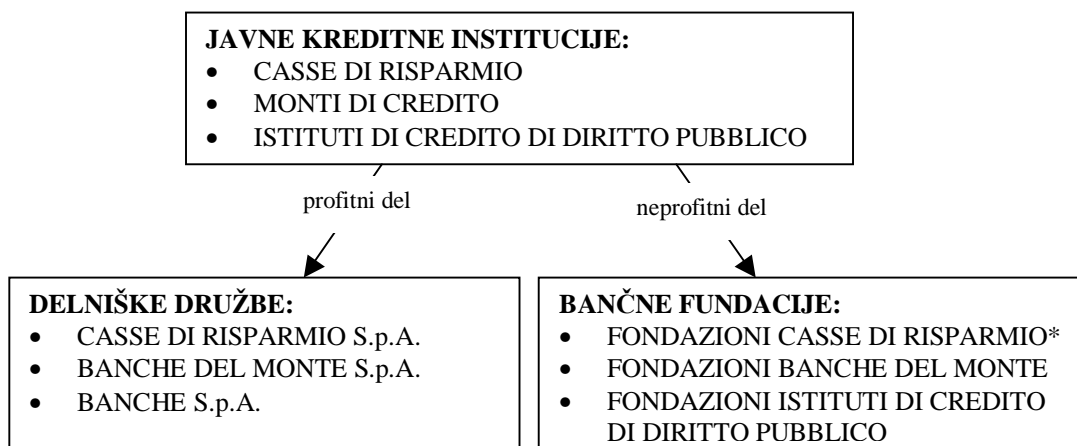 JAVNE KREDITNE INSTITUCIJE:
• CASSE DI RISPARMIO
• MONTI DI CREDITO
• ISTITUTI DI CREDITO DI DIRITTO PUBBLICO
profitni del
neprofitni del
DELNIŠKE DRUŽBE:
• CASSE DI RISPARMIO S.p.A.
• BANCHE DEL MONTE S.p.A.
• BANCHE S.p.A.
BANČNE FUNDACIJE:
• FONDAZIONI CASSE DI RISPARMIO*
• FONDAZIONI BANCHE DEL MONTE
• FONDAZIONI ISTITUTI DI CREDITO
DI DIRITTO PUBBLICO